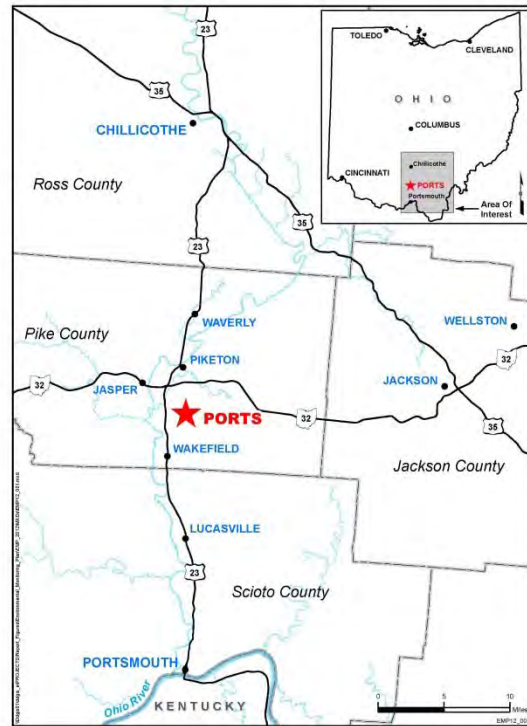 23
35
CHILLICOTHE
Ross County
23
35
TOLEDO
CLEVELAND
OHIO
COLUMBUS
Chillicothe
CINCINNATI
PORTS
Portsmouth
Area Of
Interest
Pike County
WAVERLY
WELLSTON
PIKETON
32
JASPER
JACKSON
32
PORTS
32
35
WAKEFIELD
Jackson County
LUCASVILLE
23
Scioto County
PORTSMOUTH
Ohio River
KENTUCKY
0
10
Miles